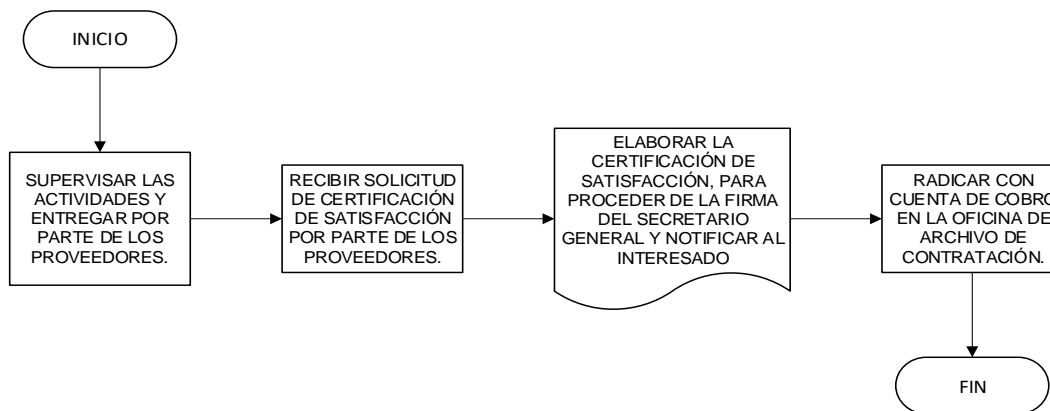 INICIO
SUPERVISAR LAS
ACTIVIDADES Y
ENTREGAR POR
PARTE DE LOS
PROVEEDORES.
RECIBIR SOLICITUD
DE CERTIFICACIÓN
DE SATISFACCIÓN
POR PARTE DE LOS
PROVEEDORES.
ELABORAR LA
CERTIFICACIÓN DE
SATISFACCIÓN, PARA
PROCEDER DE LA FIRMA
DEL SECRETARIO
GENERAL Y NOTIFICAR AL
INTERESADO
RADICAR CON
CUENTA DE COBRO
EN LA OFICINA DE
ARCHIVO DE
CONTRATACIÓN.
FIN